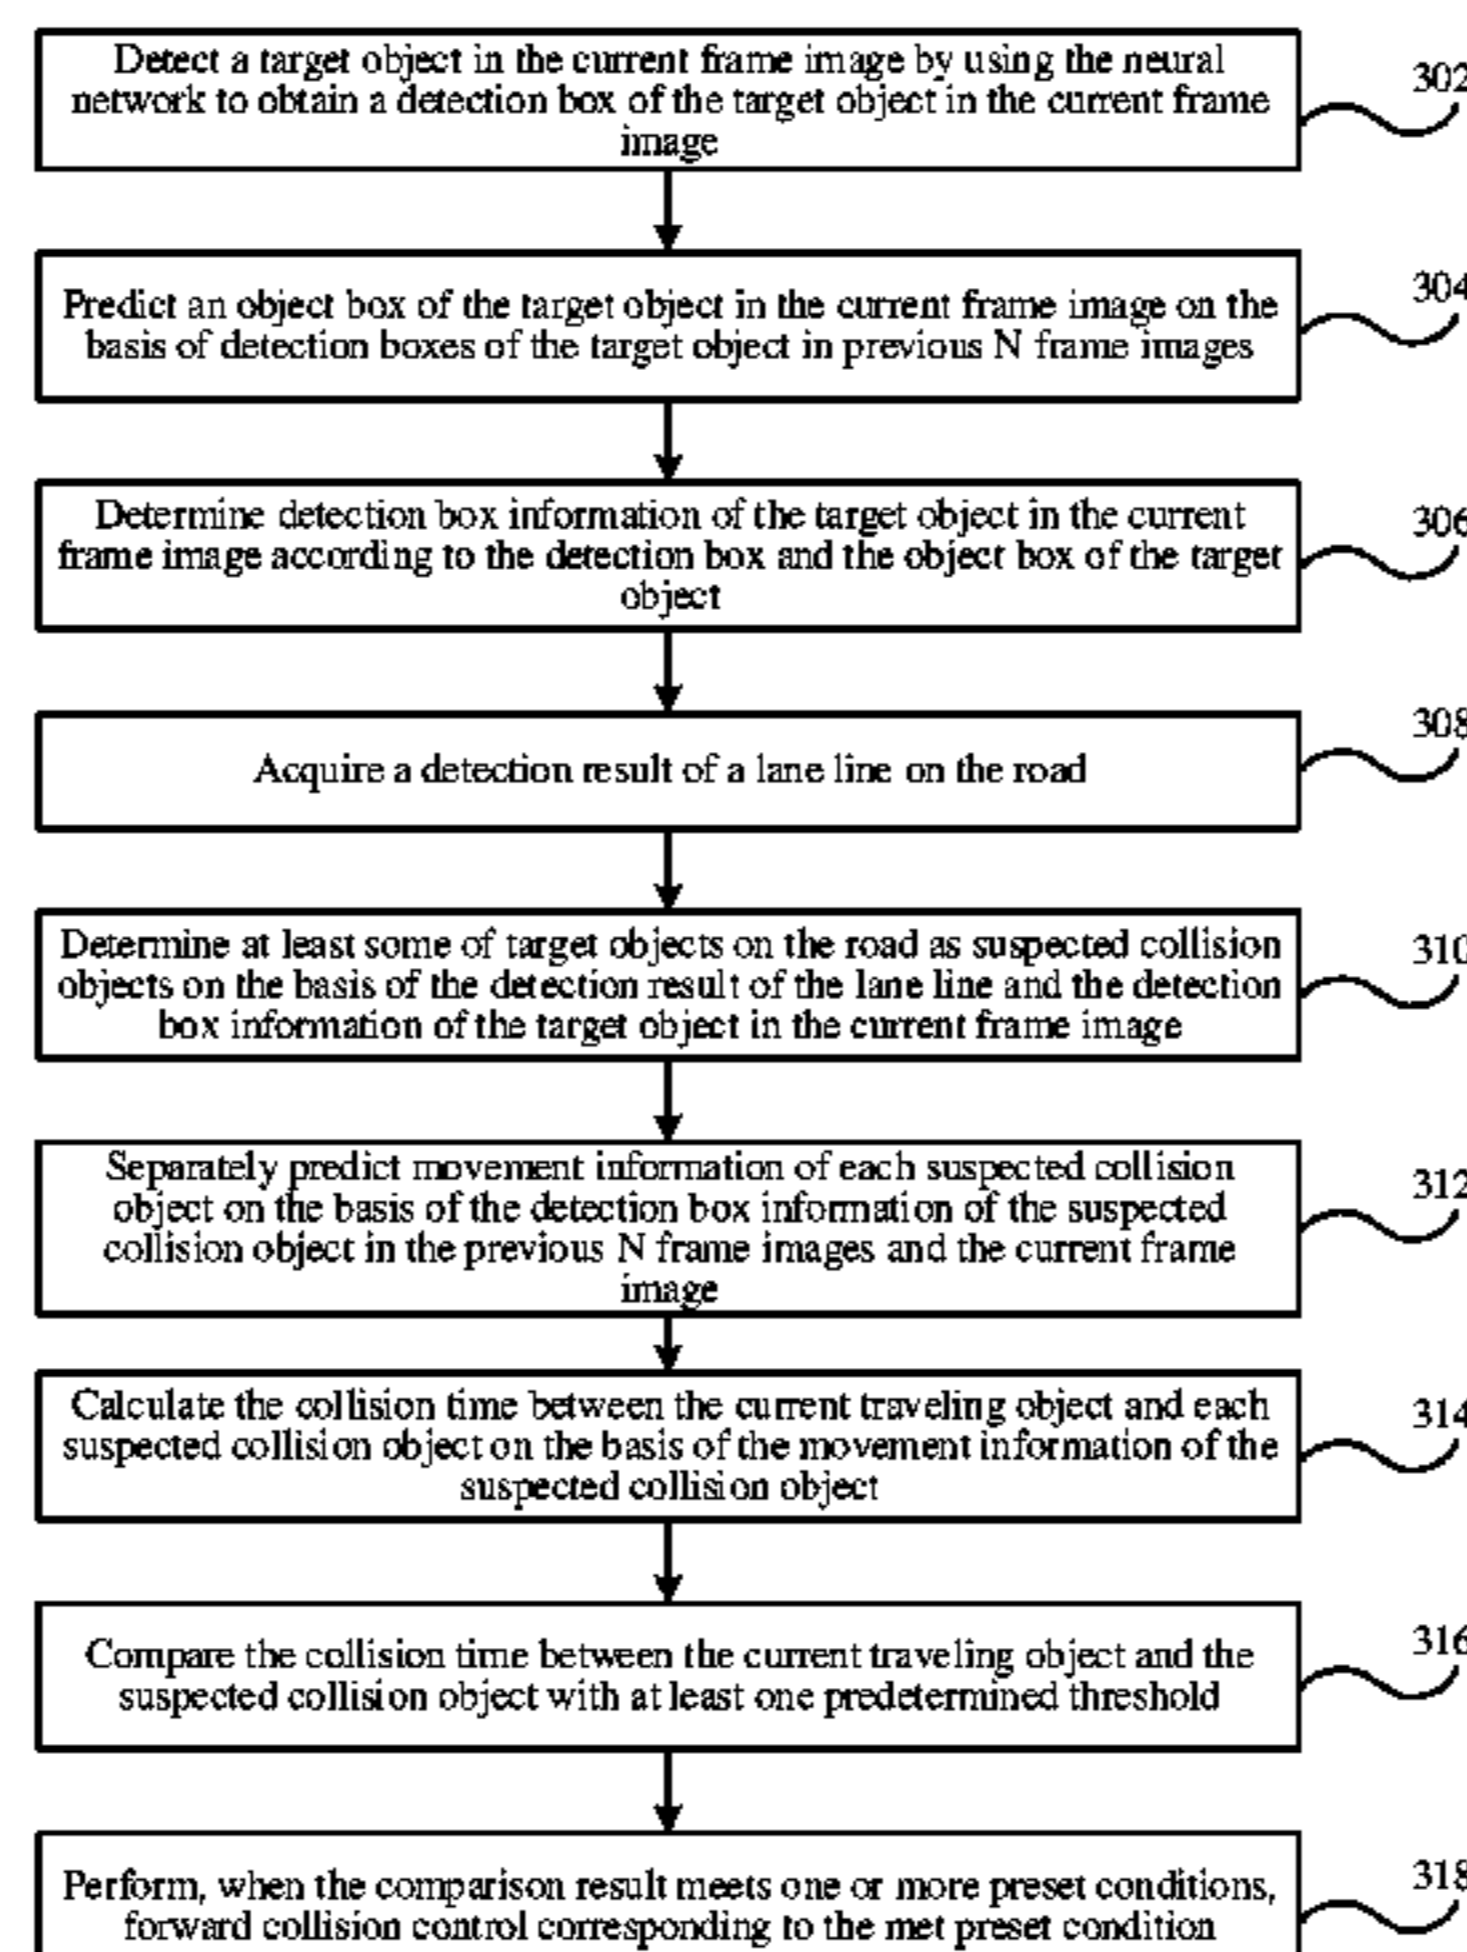 Detect a target object in the current frame image by using the neural
network to obtain a detection box of the target object in the current frame
image
302
Predict an object box of the target object in the current frame image on the
basis of detection boxes of the target object in previous N frame images
304
Determine detection box information of the target object in the current
frame image according to the detection box and the object box of the target
object
306
Acquire a detection result of a lane line on the road
308
Determine at least some of target objects on the road as suspected collision
objects on the basis of the detection result of the lane line and the detection
box information of the target object in the current frame image
310
Separately predict movement information of each suspected collision
object on the basis of the detection box information of the suspected
collision object in the previous N frame images and the current frame
image
312
Calculate the collision time between the current traveling object and each
suspected collision object on the basis of the movement information of the
suspected collision object
314
Compare the collision time between the current traveling object and the
suspected collision object with at least one predetermined threshold
316
Perform, when the comparison result meets one or more preset conditions,
forward collision control corresponding to the met preset condition
318